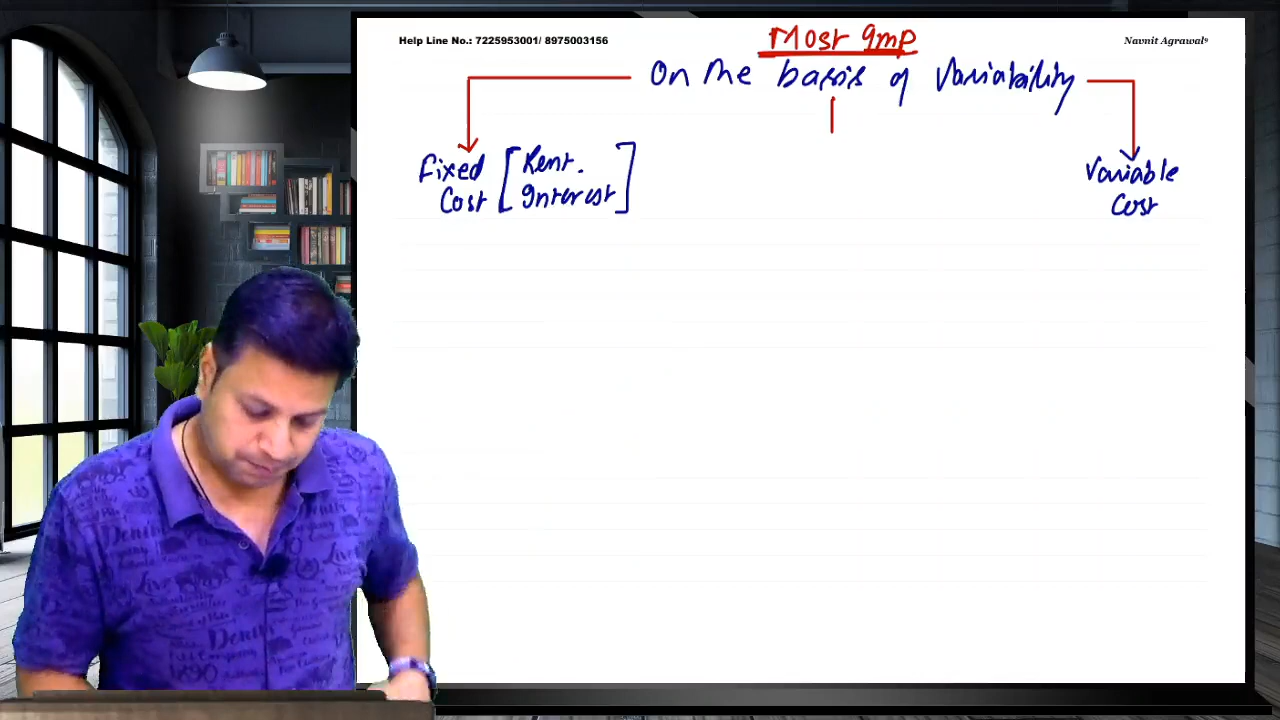 Help Line No.: 7225953001/ 8975003156
Most Imp
Navnit Agrawal
On the basis of Variability
Fixed Cost [Rent. Interest]
Variable Cost